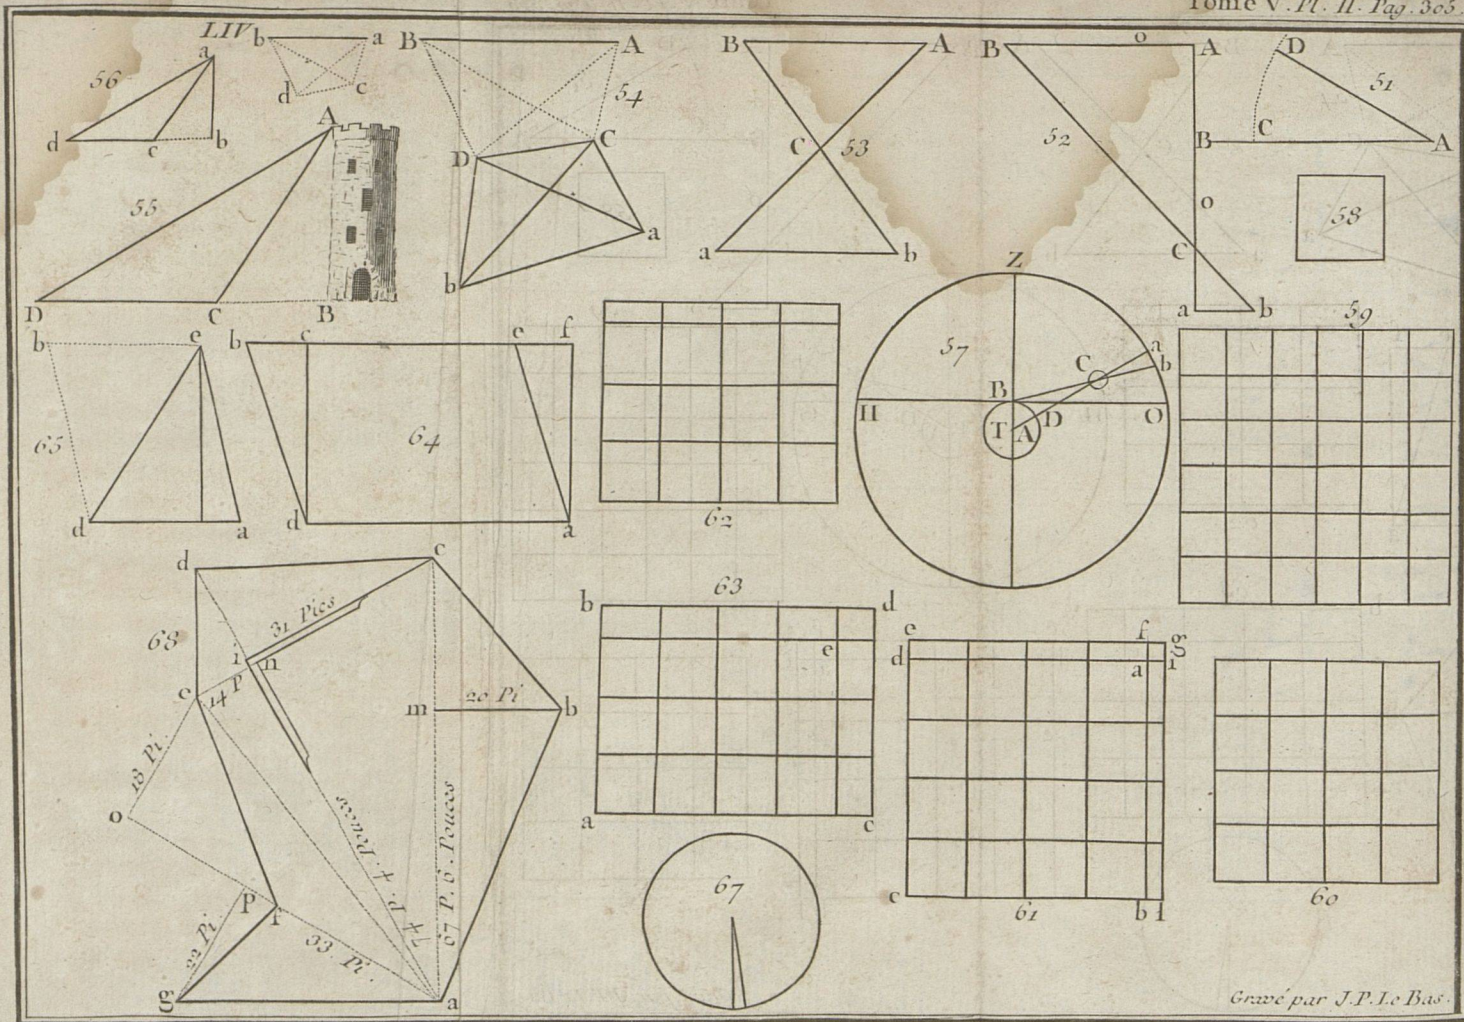 Tome V. Pl. II. Pag. 305.
LIV
b a
d c
56
a
d c b
B A
54
D C
a
b
B A
C 53
a b
B o A
52
o
C
a b
D
51
B C A
58
A
55
D C B
Z
57
a
C b
B
H D O
T A
59
b e
65
d a
b c e f
64
d a
62
63
b d
e
a c
e f g
d a
c 61 b
60
d c
68
31 Pies
i n
e 14 P
m 20 Pi b
18 Pi.
o
74 P. 4. Pouces
67 P. 6. Pouces
P
f
22 Pi
33. Pi.
g a
67
Gravé par J.P. Le Bas.